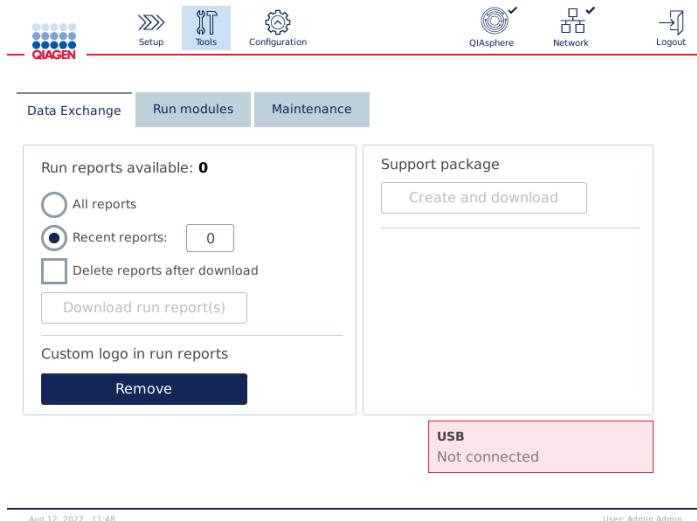 Setup
Tools
Configuration
QIAsphere
Network
Logout
QIAGEN
Data Exchange
Run modules
Maintenance
Run reports available: 0
All reports
Recent reports: 0
Delete reports after download
Download run report(s)
Custom logo in run reports
Remove
Support package
Create and download
USB
Not connected
Aug 12, 2022 11:48
User: Admin Admin